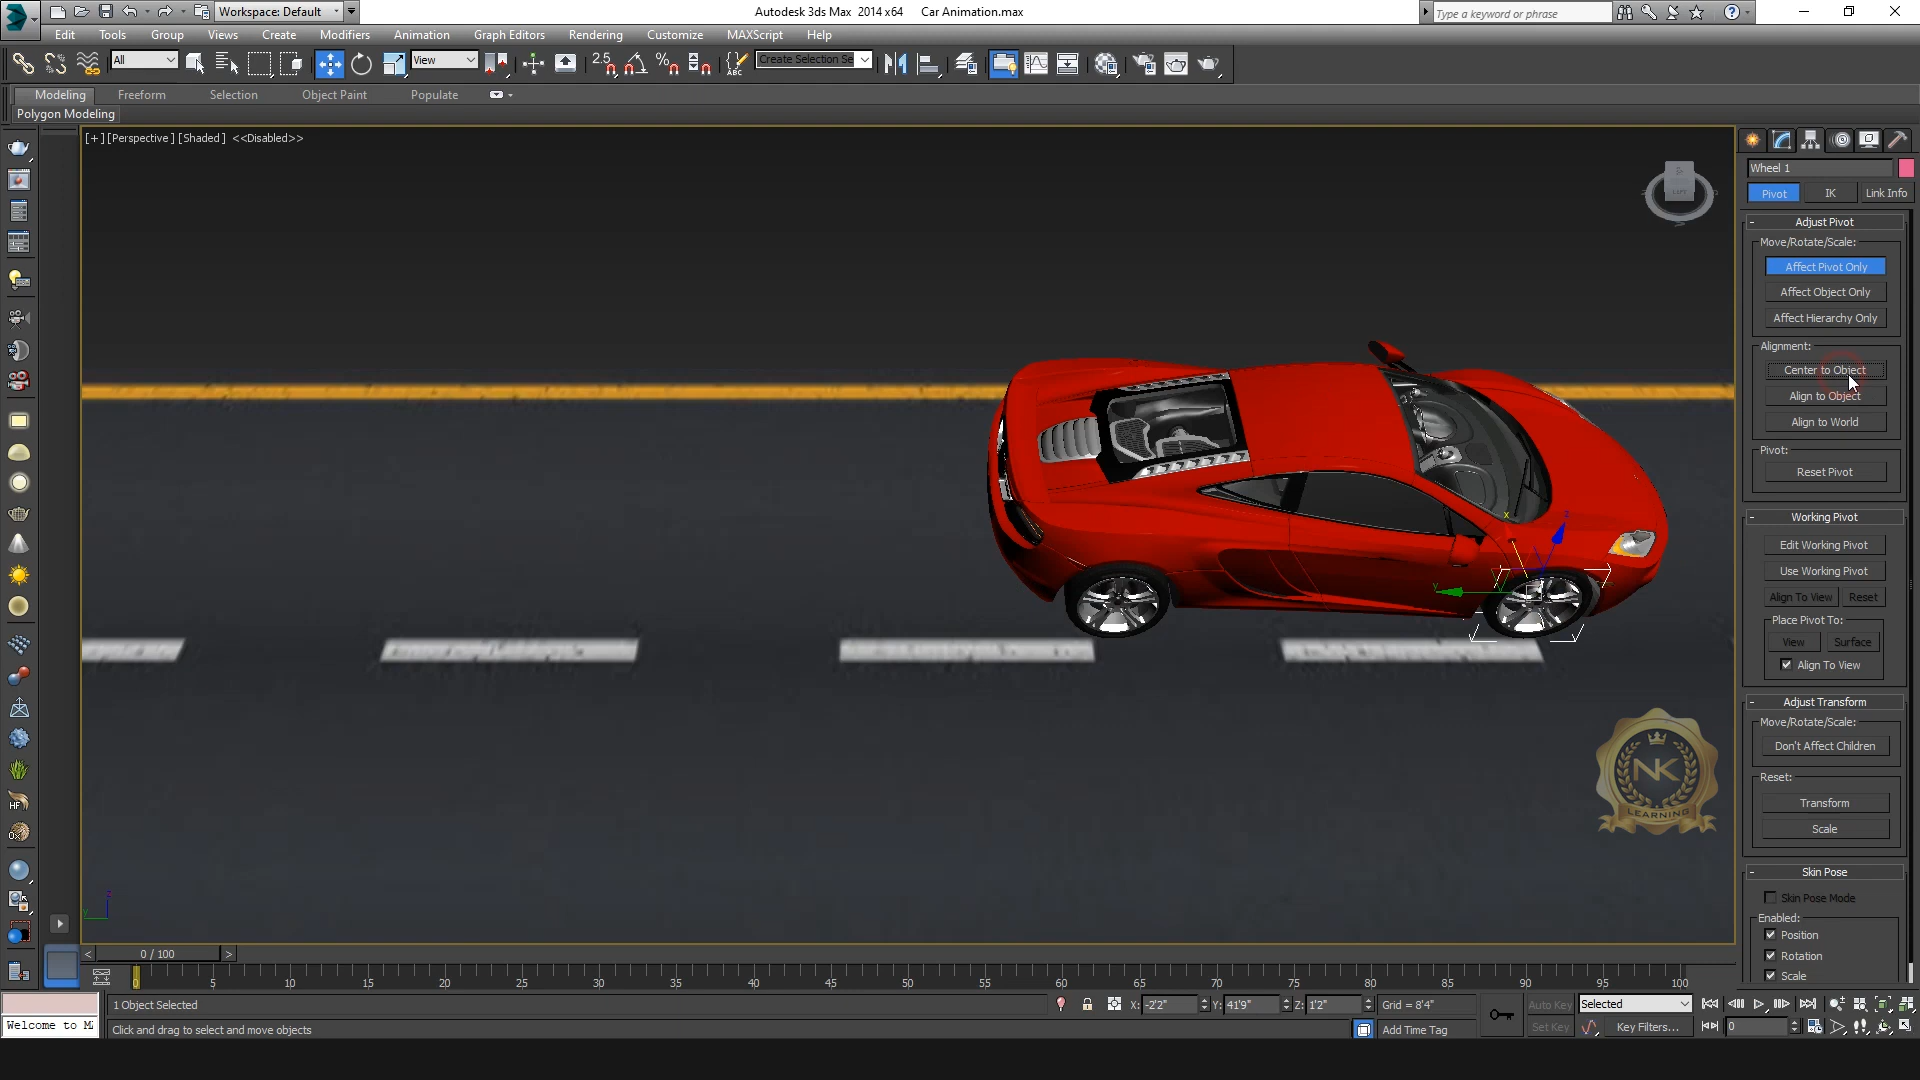 Workspace: Default
Autodesk 3ds Max 2014 x64 Car Animation.max
Type a keyword or phrase
Edit Tools Group Views Create Modifiers Animation Graph Editors Rendering Customize MAXScript Help
All
View
2.5
Create Selection Se
Modeling Freeform Selection Object Paint Populate
Polygon Modeling
[+] [Perspective] [Shaded] <<Disabled>>
Wheel 1
Pivot IK Link Info
- Adjust Pivot
Move/Rotate/Scale:
Affect Pivot Only
Affect Object Only
Affect Hierarchy Only
Alignment:
Center to Object
Align to Object
Align to World
Pivot:
Reset Pivot
- Working Pivot
Edit Working Pivot
Use Working Pivot
Align To View Reset
Place Pivot To:
View Surface
Align To View
- Adjust Transform
Move/Rotate/Scale:
Don't Affect Children
Reset:
Transform
Scale
- Skin Pose
Skin Pose Mode
Enabled:
Position
Rotation
Scale
x
z
y
NK
LEARNING
< 0 / 100 >
0 5 10 15 20 25 30 35 40 45 50 55 60 65 70 75 80 85 90 95 100
1 Object Selected
X: -2'2" Y: 41'9" Z: 1'2" Grid = 8'4"
Auto Key Selected
Welcome to M
Click and drag to select and move objects
Add Time Tag
Set Key Key Filters... 0